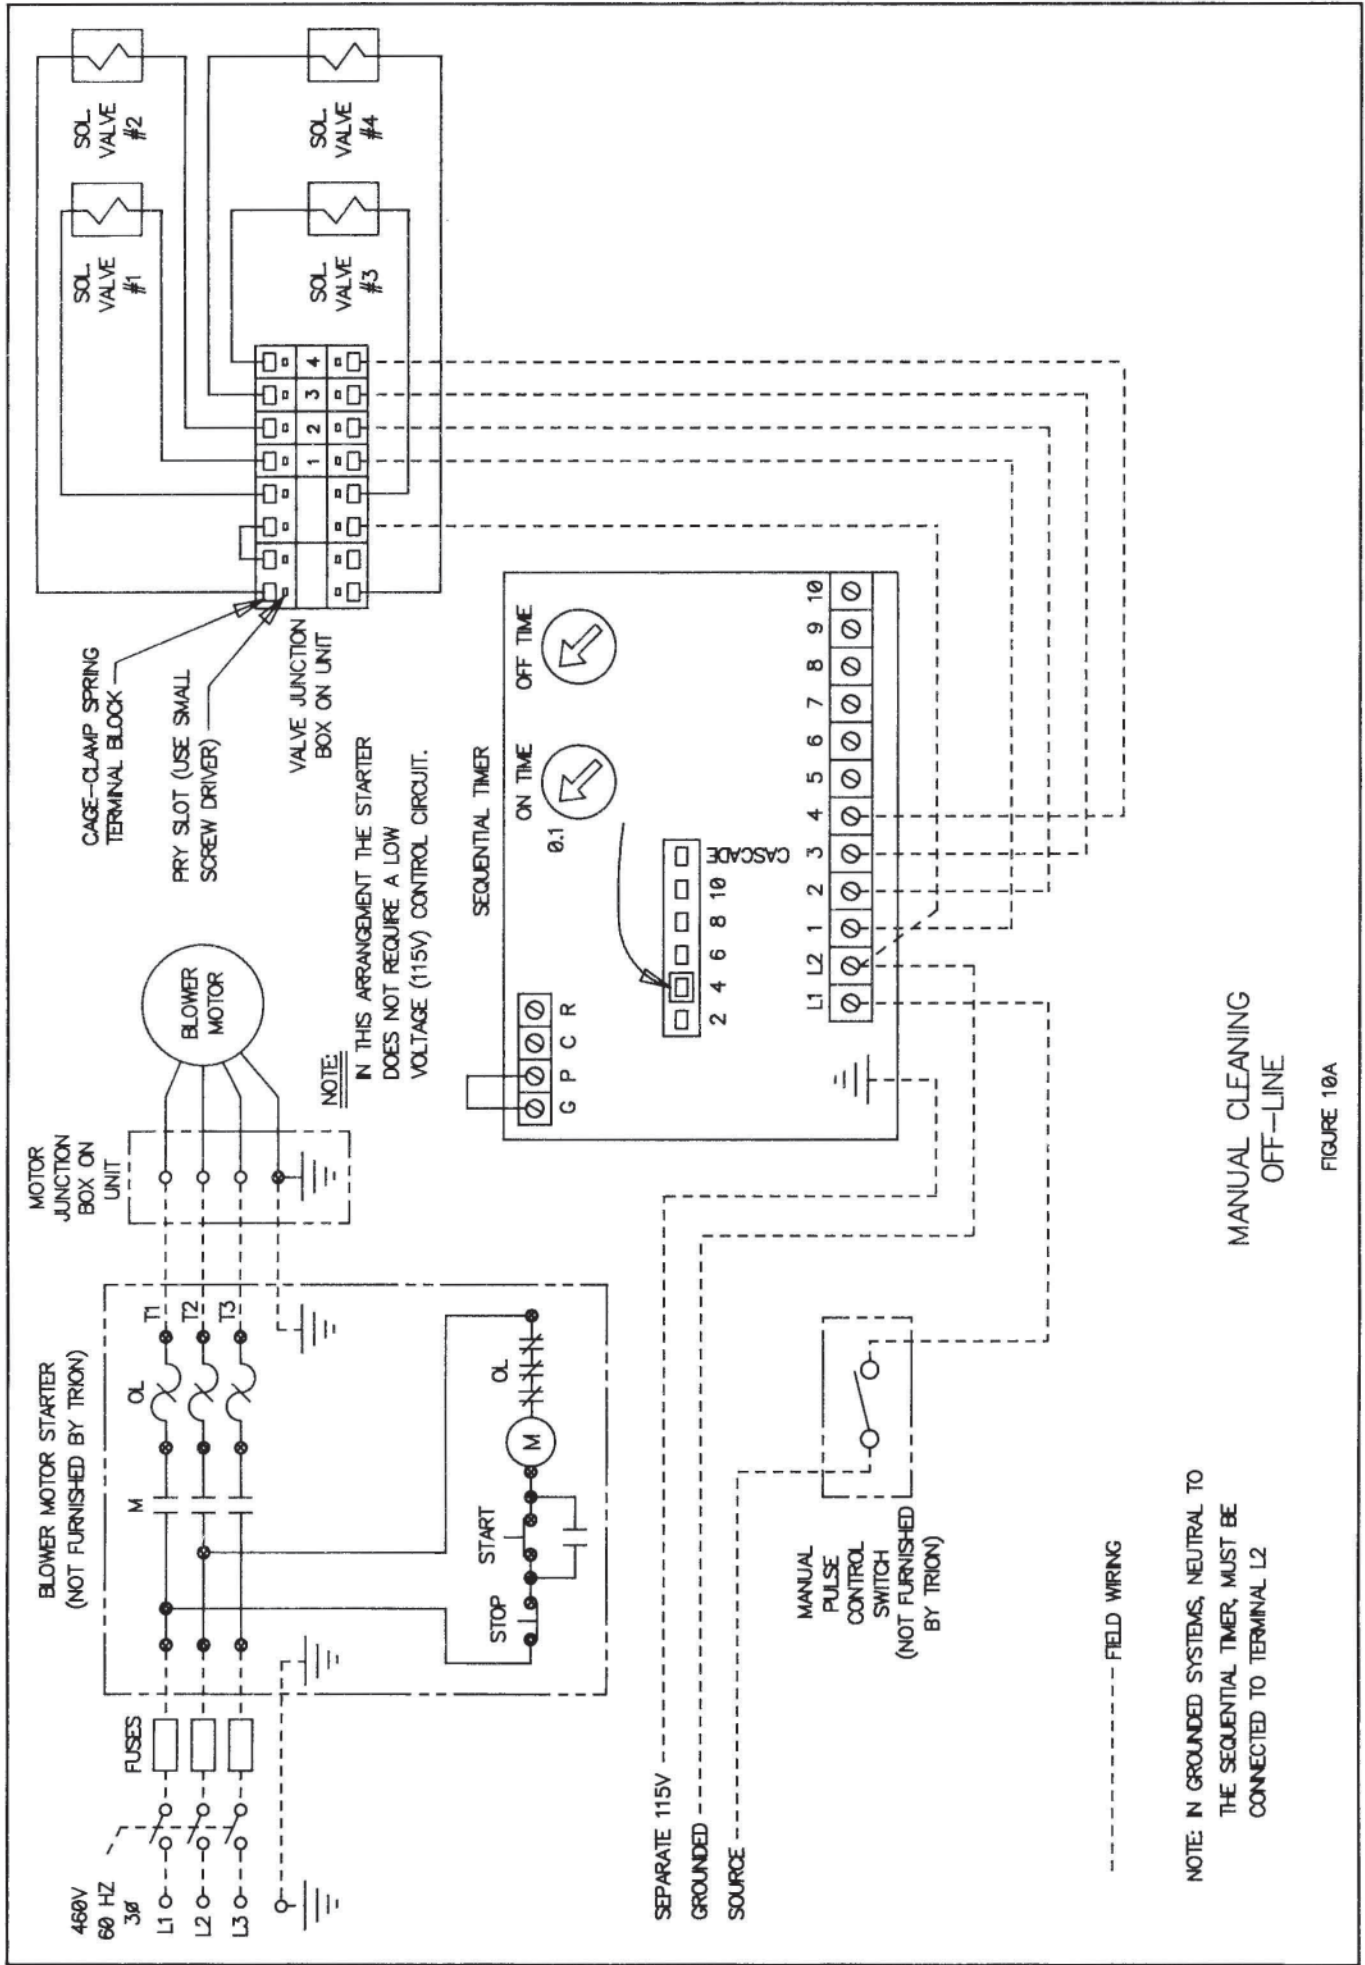 460V
60 HZ
3Ø
L1
L2
L3
FUSES
BLOWER MOTOR STARTER
(NOT FURNISHED BY TRION)
M
OL
T1
T2
T3
STOP
START
M
OL
MOTOR
JUNCTION
BOX ON
UNIT
BLOWER
MOTOR
NOTE:
IN THIS ARRANGEMENT THE STARTER
DOES NOT REQUIRE A LOW
VOLTAGE (115V) CONTROL CIRCUIT.
CAGE-CLAMP SPRING
TERMINAL BLOCK
PRY SLOT (USE SMALL
SCREW DRIVER)
VALVE JUNCTION
BOX ON UNIT
1 2 3 4
SOL.
VALVE
#1
SOL.
VALVE
#2
SOL.
VALVE
#3
SOL.
VALVE
#4
SEQUENTIAL TIMER
G P C R
ON TIME
0.1
OFF TIME
2 4 6 8 10 CASCADE
L1 L2 1 2 3 4 5 6 7 8 9 10
SEPARATE 115V
GROUNDED
SOURCE
MANUAL
PULSE
CONTROL
SWITCH
(NOT FURNISHED
BY TRION)
FIELD WIRING
NOTE: IN GROUNDED SYSTEMS, NEUTRAL TO
THE SEQUENTIAL TIMER, MUST BE
CONNECTED TO TERMINAL L2
MANUAL CLEANING
OFF-LINE
FIGURE 10A